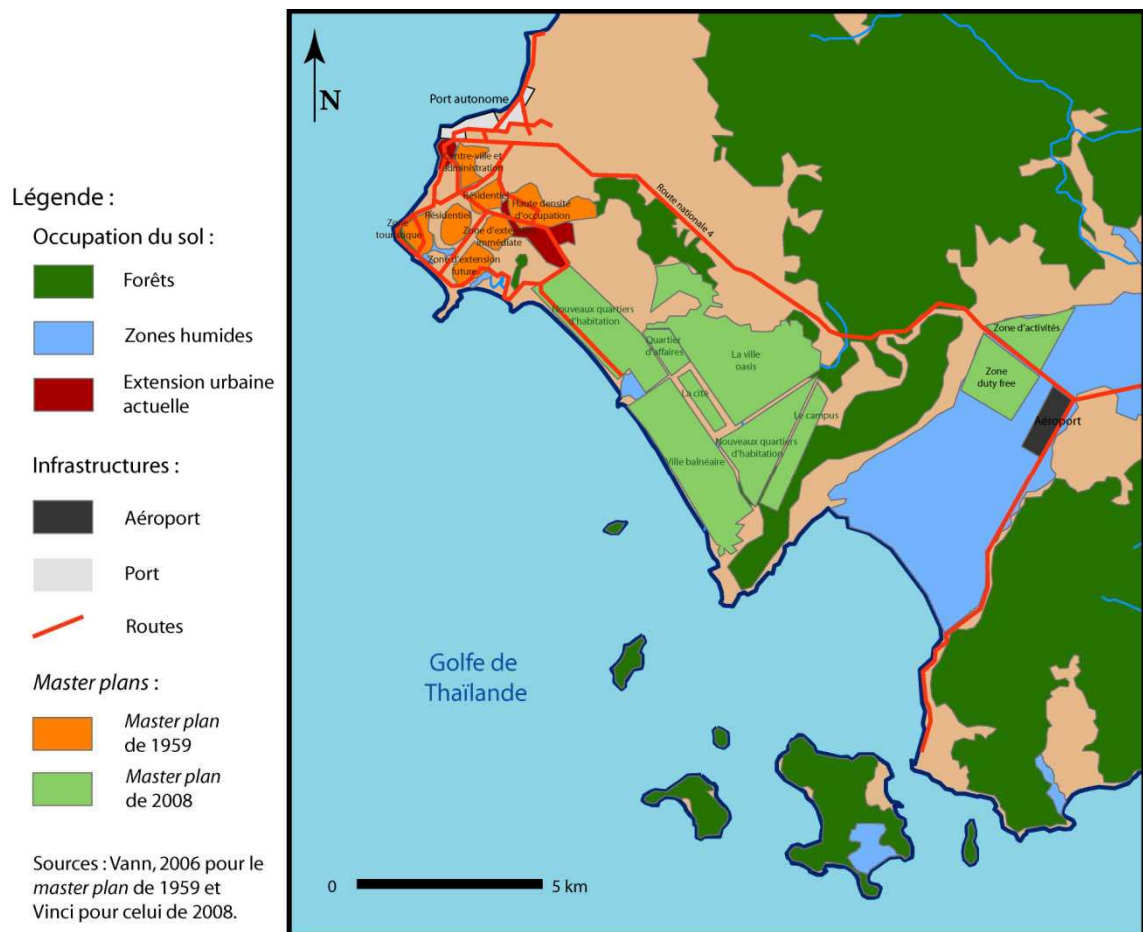 Légende :
Occupation du sol :
Forêts
Zones humides
Extension urbaine
actuelle
Infrastructures :
Aéroport
Port
Routes
Master plans :
Master plan
de 1959
Master plan
de 2008
Sources : Vann, 2006 pour le
master plan de 1959 et
Vinci pour celui de 2008.
N
Port autonome
Centre-ville et
administration
Résidentiel
Haute densité
d'occupation
Résidentiel
Zone
touristique
Zone d'extension
immédiate
Zone d'extension
future
Route nationale 4
Nouveaux quartiers
d'habitation
Quartier
d'affaires
La ville
oasis
La cité
Le campus
Nouveaux quartiers
d'habitation
Ville balnéaire
Zone d'activités
Zone
duty free
Aéroport
Golfe de
Thaïlande
0 5 km